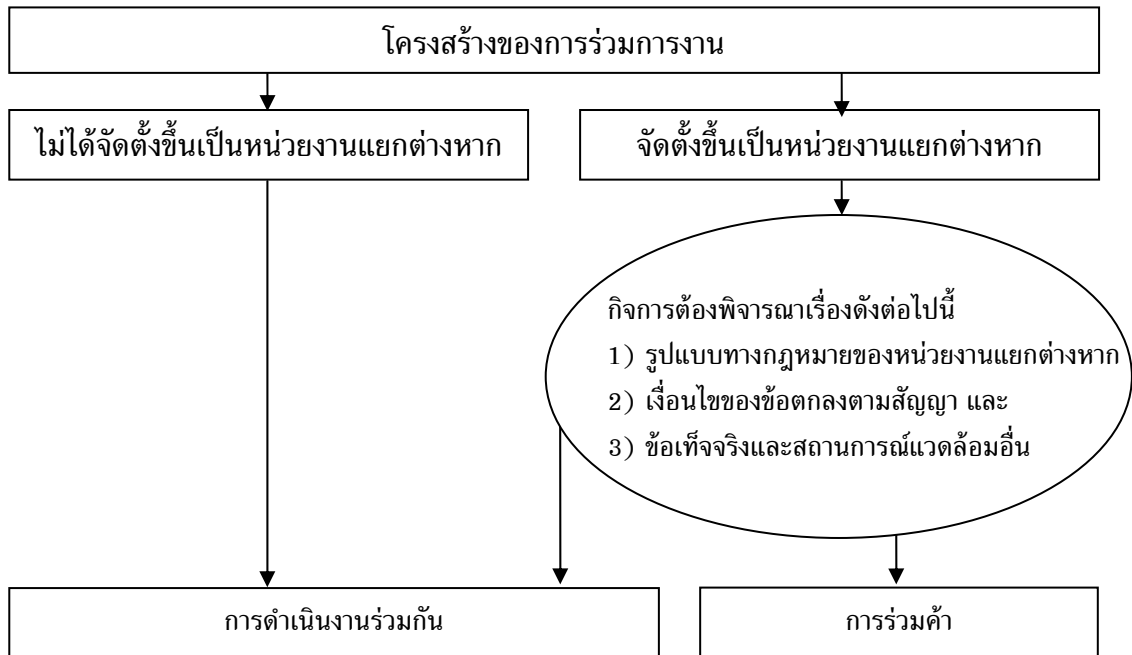 โครงสร้างของการร่วมการงาน
ไม่ได้จัดตั้งขึ้นเป็นหน่วยงานแยกต่างหาก
จัดตั้งขึ้นเป็นหน่วยงานแยกต่างหาก
กิจการต้องพิจารณาเรื่องดังต่อไปนี้
1) รูปแบบทางกฎหมายของหน่วยงานแยกต่างหาก
2) เงื่อนไขของข้อตกลงตามสัญญา และ
3) ข้อเท็จจริงและสถานการณ์แวดล้อมอื่น
การดำเนินงานร่วมกัน
การร่วมค้า